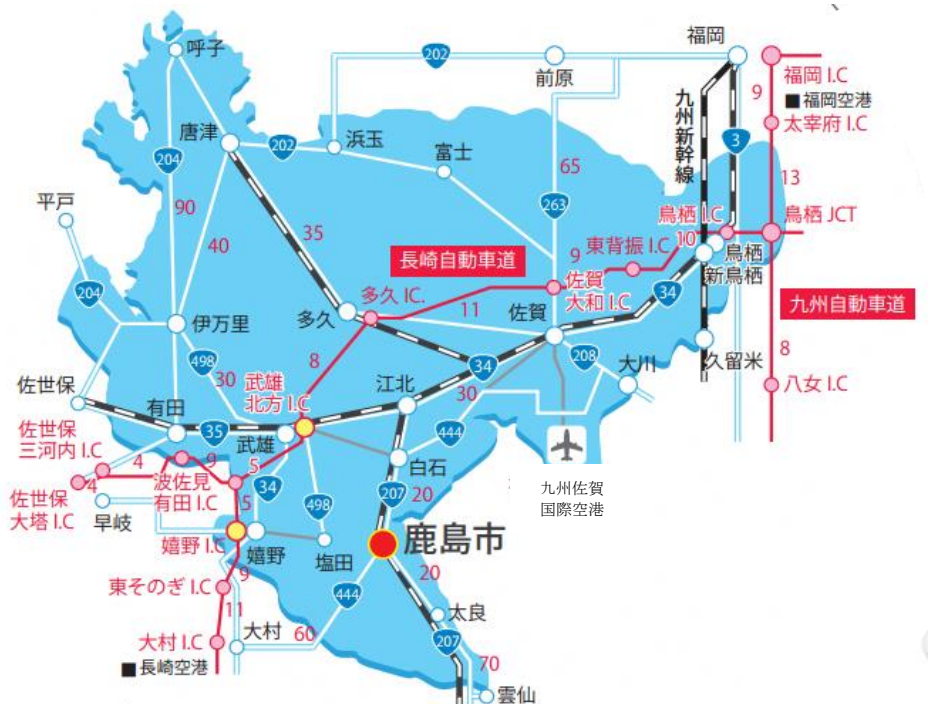 呼子
福岡
202
前原
福岡 I.C
■福岡空港
9
太宰府 I.C
唐津
202
浜玉
富士
204
65
九州新幹線
3
13
平戸
90
263
鳥栖 I.C
鳥栖 JCT
40
35
長崎自動車道
9
東背振 I.C
10
鳥栖
新鳥栖
204
多久 IC.
11
佐賀
大和 I.C
34
九州自動車道
伊万里
多久
佐賀
498
8
34
208
大川
久留米
8
佐世保
30
武雄
北方 I.C
江北
30
八女 I.C
有田
35
武雄
444
佐世保
三河内 I.C
4
9
5
白石
4
波佐見
有田 I.C
5
34
498
207
20
九州佐賀
国際空港
佐世保
大塔 I.C
早岐
嬉野 I.C
嬉野
塩田
鹿島市
9
20
東そのぎ I.C
444
11
太良
大村 I.C
大村
60
207
■長崎空港
70
雲仙